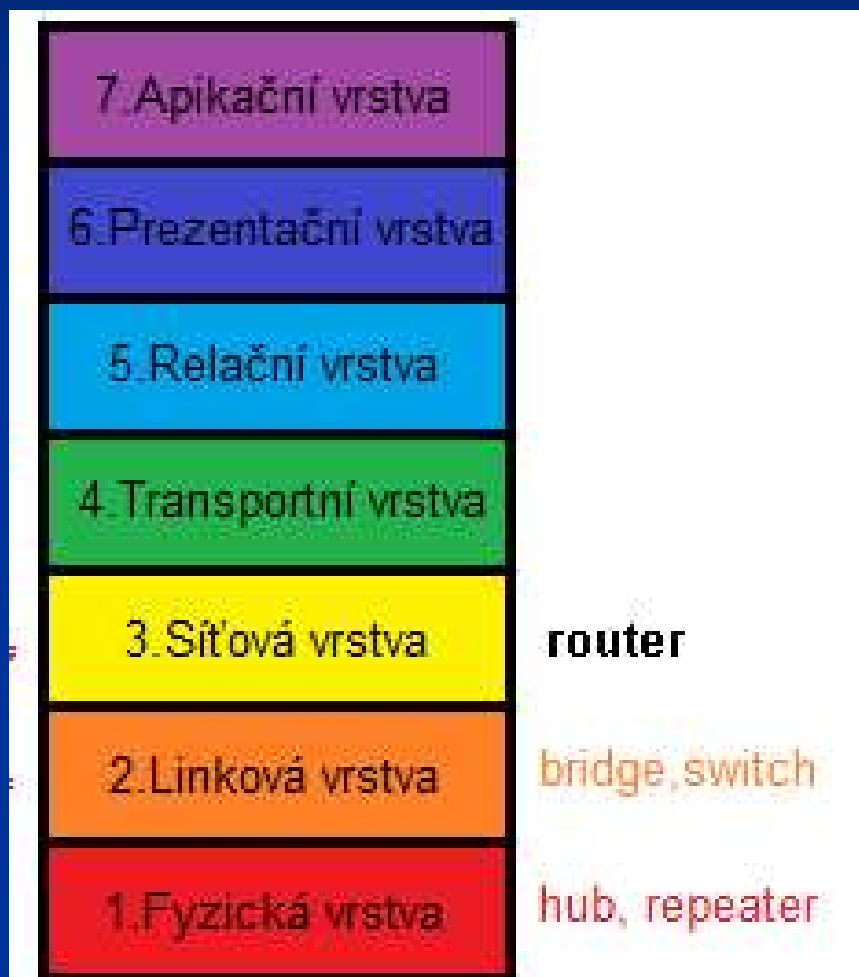 7.Apikační vrstva
6.Prezentační vrstva
5.Relační vrstva
4.Transportní vrstva
3.Síťová vrstva router
2.Linková vrstva bridge,switch
1.Fyzická vrstva hub, repeater